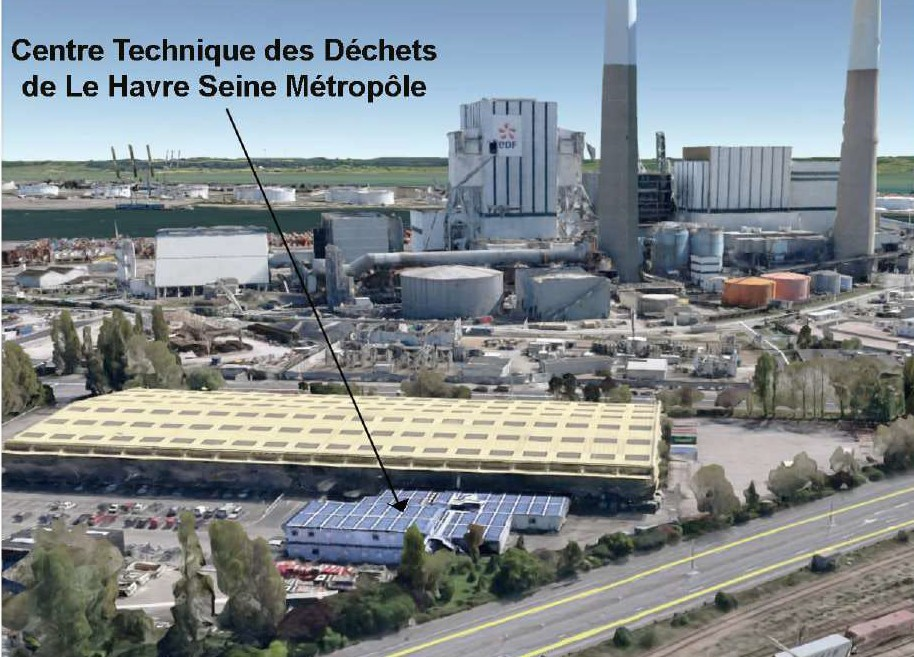 Centre Technique des Déchets
de Le Havre Seine Métropôle
eDF